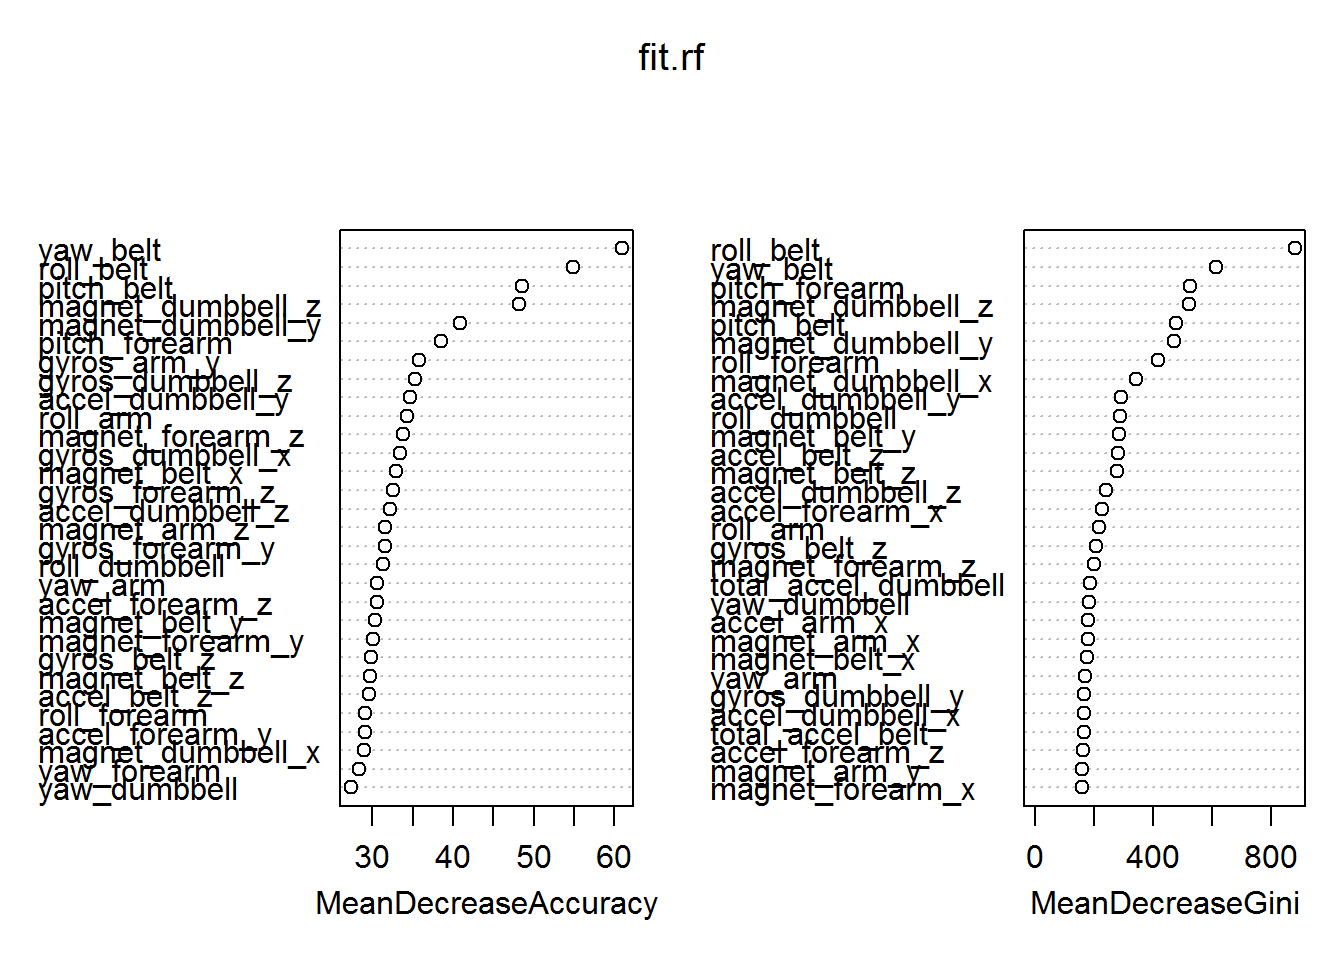 fit.rf
yaw_belt
roll_belt
pitch_belt
magnet_dumbbell_z
magnet_dumbbell_y
pitch_forearm
gyros_arm_y
gyros_dumbbell_z
accel_dumbbell_y
roll_arm
magnet_forearm_z
gyros_dumbbell_x
magnet_belt_x
gyros_forearm_z
accel_dumbbell_z
magnet_arm_z
gyros_forearm_y
roll_dumbbell
yaw_arm
accel_forearm_z
magnet_belt_y
magnet_forearm_y
gyros_belt_z
magnet_belt_z
accel_belt_z
roll_forearm
accel_forearm_y
magnet_dumbbell_x
yaw_forearm
yaw_dumbbell
30 40 50 60
MeanDecreaseAccuracy
roll_belt
yaw_belt
pitch_forearm
magnet_dumbbell_z
pitch_belt
magnet_dumbbell_y
roll_forearm
magnet_dumbbell_x
accel_dumbbell_y
roll_dumbbell
magnet_belt_y
accel_belt_z
magnet_belt_z
accel_dumbbell_z
accel_forearm_x
roll_arm
gyros_belt_z
magnet_forearm_z
total_accel_dumbbell
yaw_dumbbell
accel_arm_x
magnet_arm_x
magnet_belt_x
yaw_arm
gyros_dumbbell_y
accel_dumbbell_x
total_accel_belt
accel_forearm_z
magnet_arm_y
magnet_forearm_x
0 400 800
MeanDecreaseGini